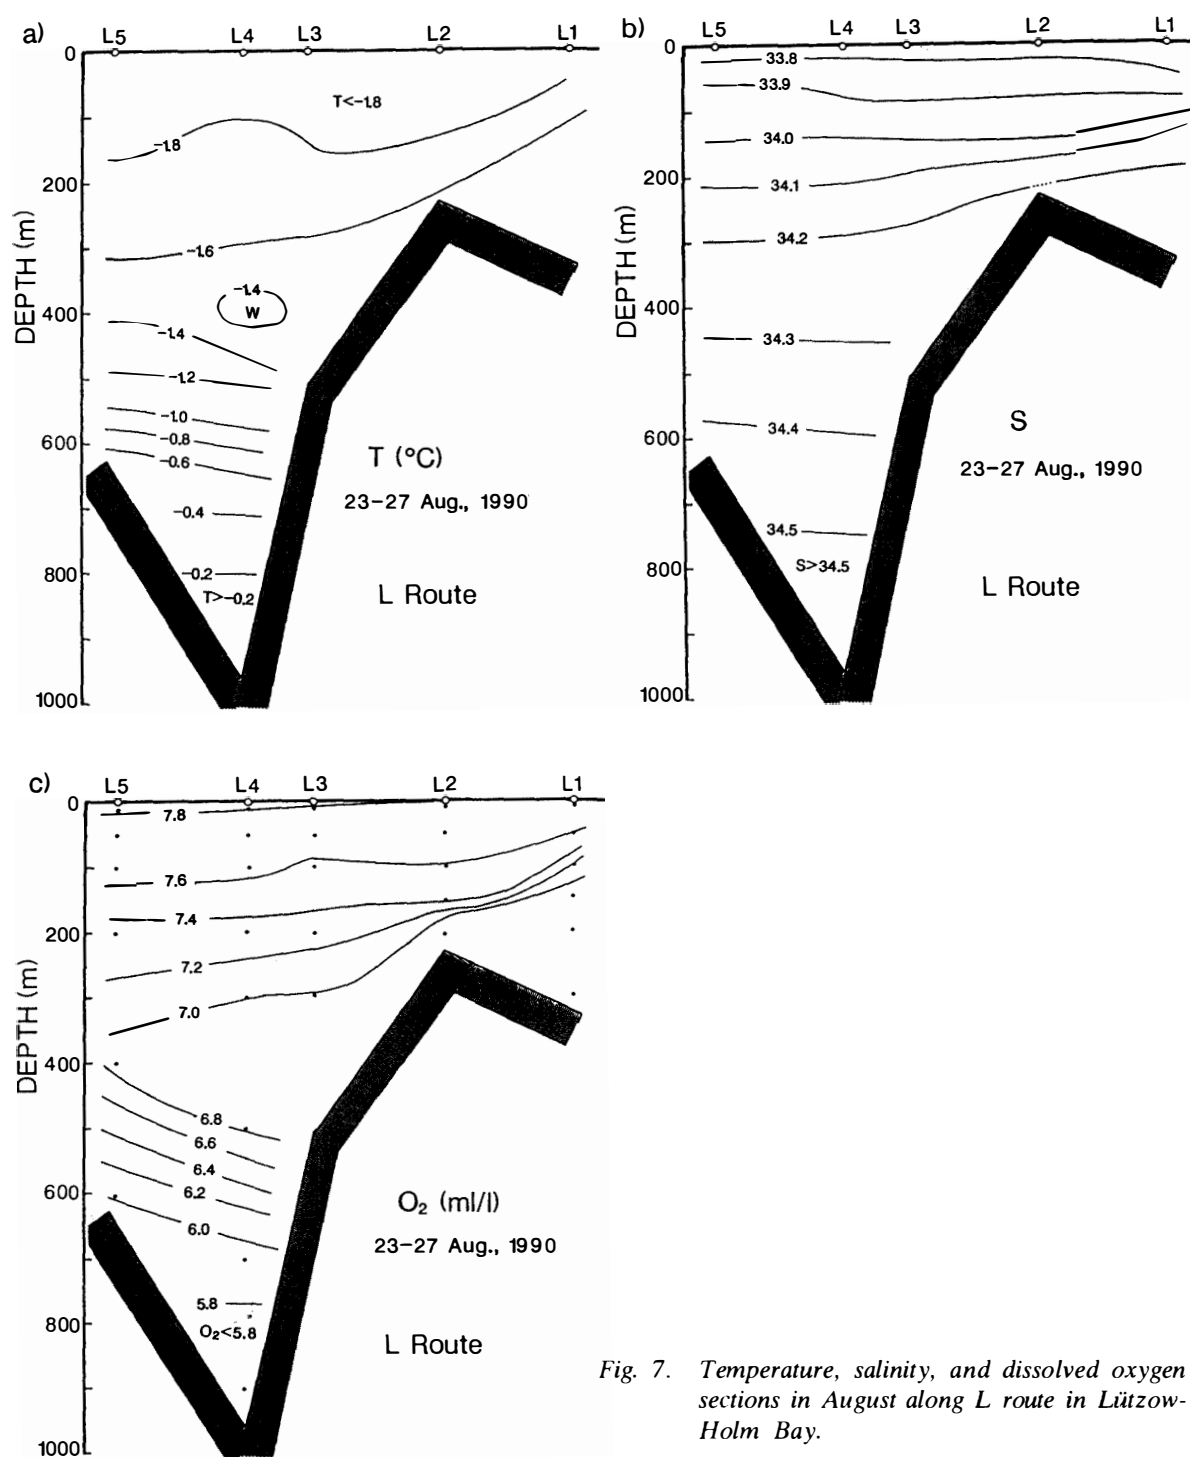 a)
L5 L4 L3 L2 L1
0
200
400
600
800
1000
DEPTH (m)
T<-1.8
-1.8
-1.6
-1.4
W
-1.4
-1.2
-1.0
-0.8
-0.6
-0.4
-0.2
T>-0.2
T (°C)
23-27 Aug., 1990
L Route
b)
L5 L4 L3 L2 L1
0
200
400
600
800
1000
DEPTH (m)
33.8
33.9
34.0
34.1
34.2
34.3
34.4
34.5
S>34.5
S
23-27 Aug., 1990
L Route
c)
L5 L4 L3 L2 L1
0
200
400
600
800
1000
DEPTH (m)
7.8
7.6
7.4
7.2
7.0
6.8
6.6
6.4
6.2
6.0
5.8
O₂<5.8
O₂ (ml/l)
23-27 Aug., 1990
L Route
Fig. 7. Temperature, salinity, and dissolved oxygen
sections in August along L route in Lützow-
Holm Bay.